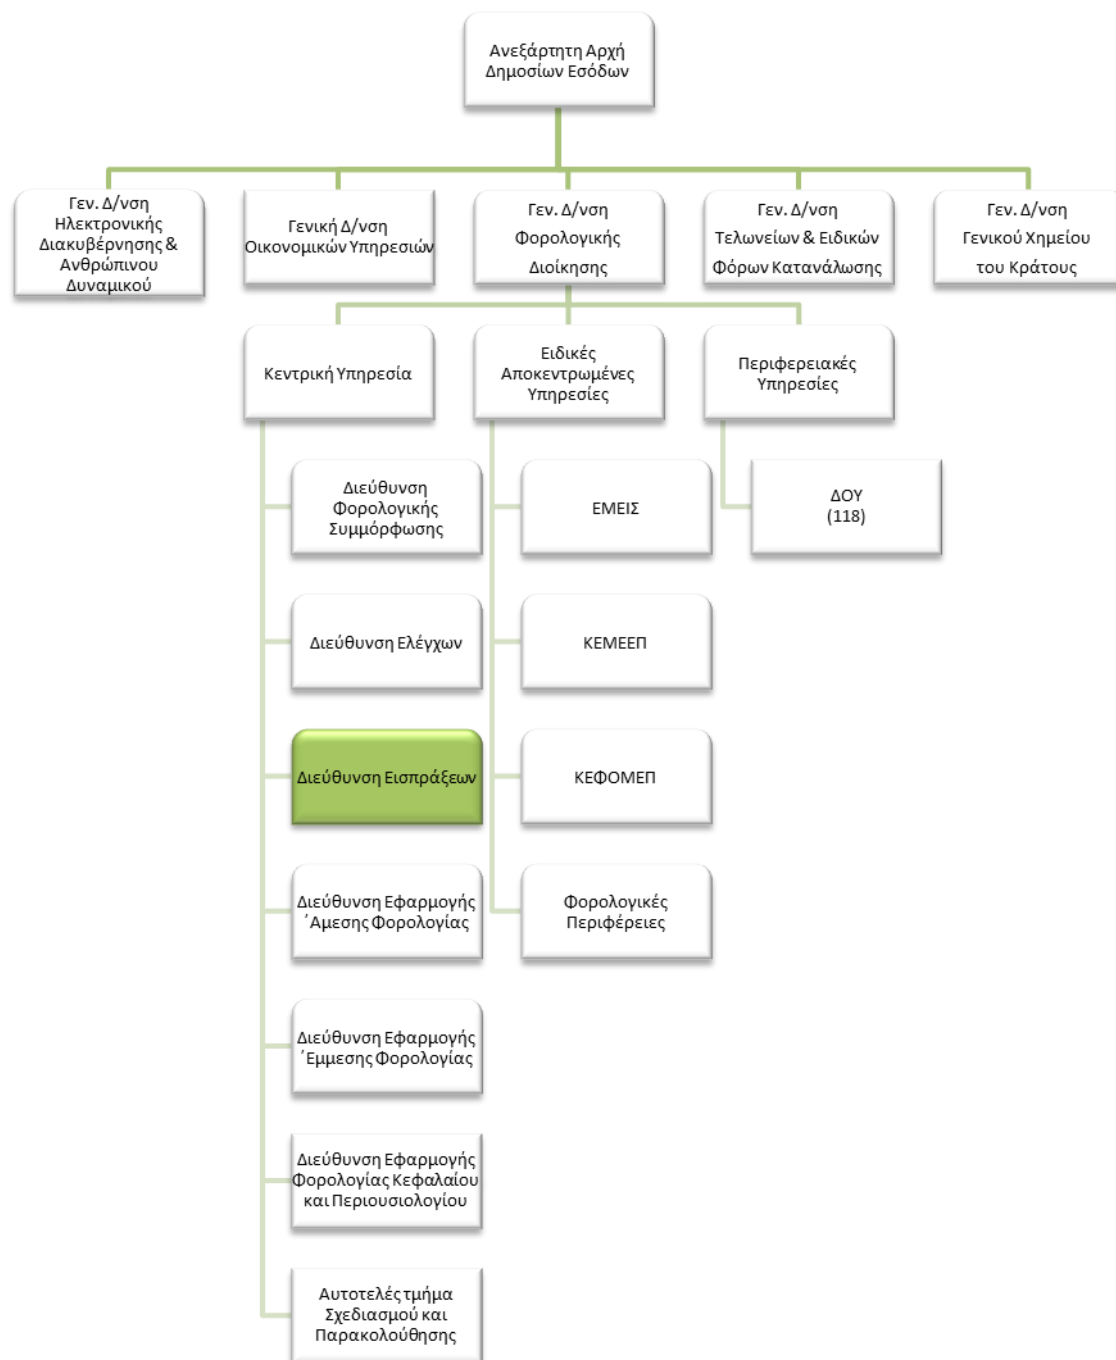 Ανεξάρτητη Αρχή
Δημοσίων Εσόδων
Γεν. Δ/νση
Ηλεκτρονικής
Διακυβέρνησης &
Ανθρώπινου
Δυναμικού
Γενική Δ/νση
Οικονομικών Υπηρεσιών
Γεν. Δ/νση
Φορολογικής
Διοίκησης
Γεν. Δ/νση
Τελωνείων & Ειδικών
Φόρων Κατανάλωσης
Γεν. Δ/νση
Γενικού Χημείου
του Κράτους
Κεντρική Υπηρεσία
Ειδικές
Αποκεντρωμένες
Υπηρεσίες
Περιφερειακές
Υπηρεσίες
Διεύθυνση
Φορολογικής
Συμμόρφωσης
ΕΜΕΙΣ
ΔΟΥ
(118)
Διεύθυνση Ελέγχων
ΚΕΜΕΕΠ
Διεύθυνση Εισπράξεων
ΚΕΦΟΜΕΠ
Διεύθυνση Εφαρμογής
΄Αμεσης Φορολογίας
Φορολογικές
Περιφέρειες
Διεύθυνση Εφαρμογής
΄Εμμεσης Φορολογίας
Διεύθυνση Εφαρμογής
Φορολογίας Κεφαλαίου
και Περιουσιολογίου
Αυτοτελές τμήμα
Σχεδιασμού και
Παρακολούθησης